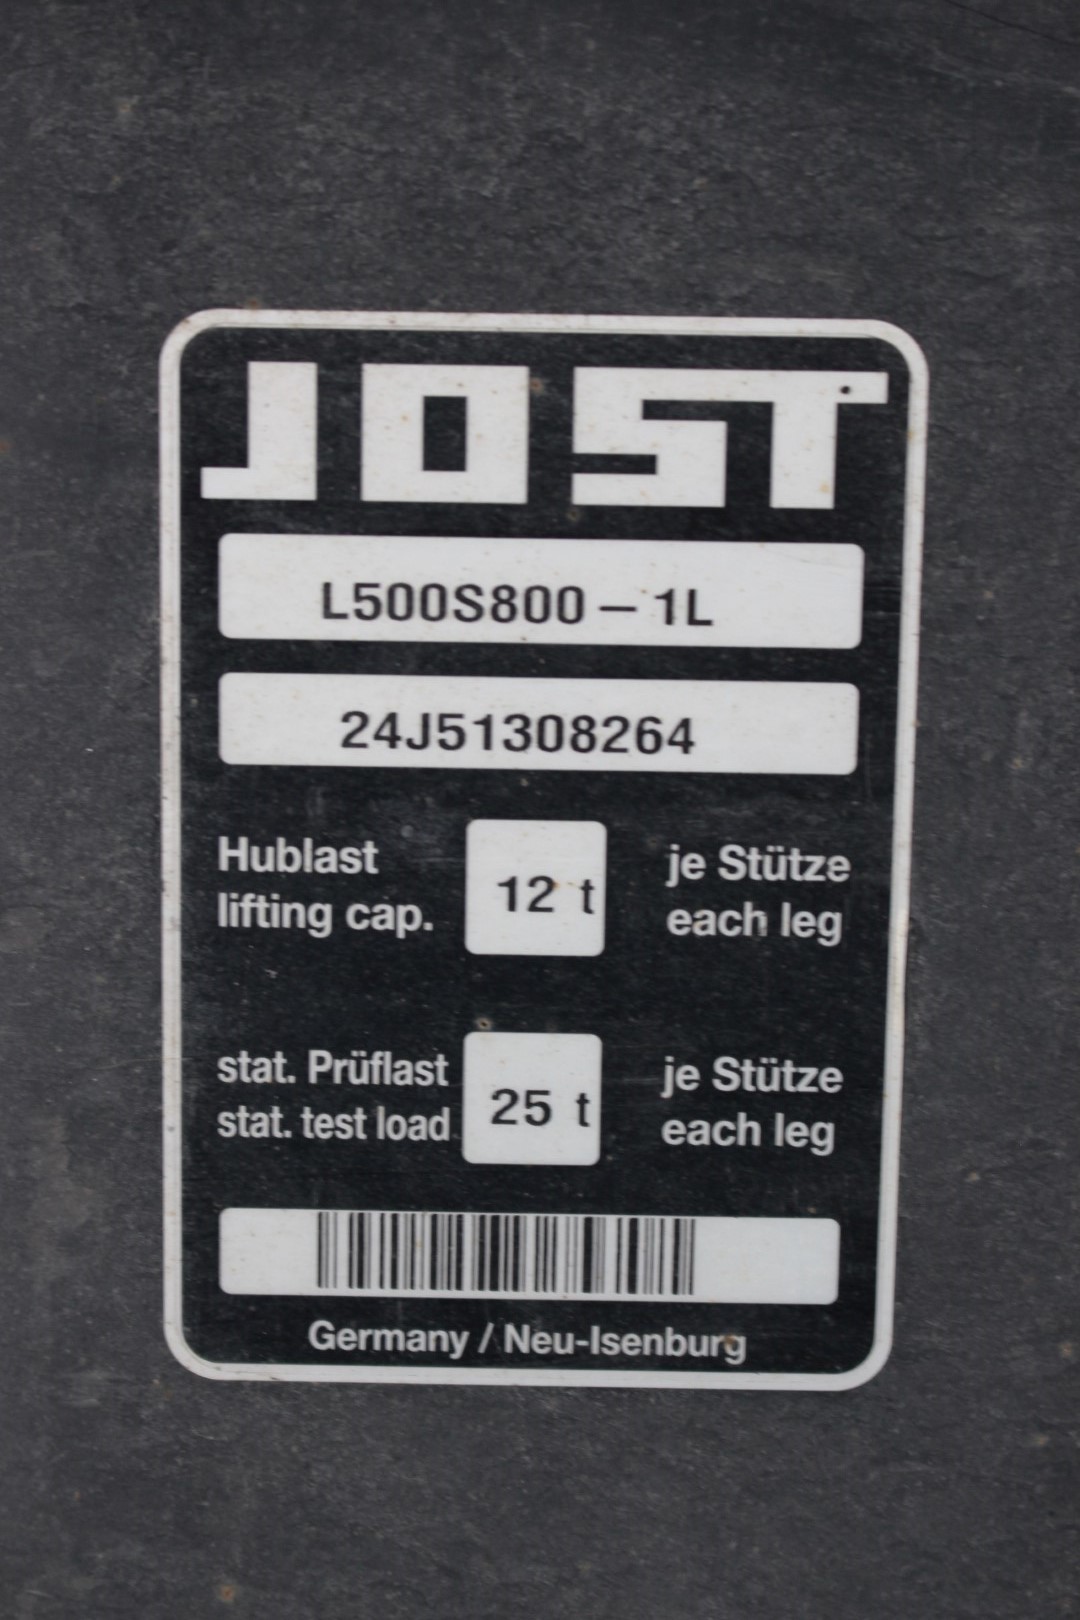 JOST
L500S800 – 1L
24J51308264
Hublast 12 t je Stütze
lifting cap. each leg
stat. Prüflast 25 t je Stütze
stat. test load each leg
Germany / Neu-Isenburg